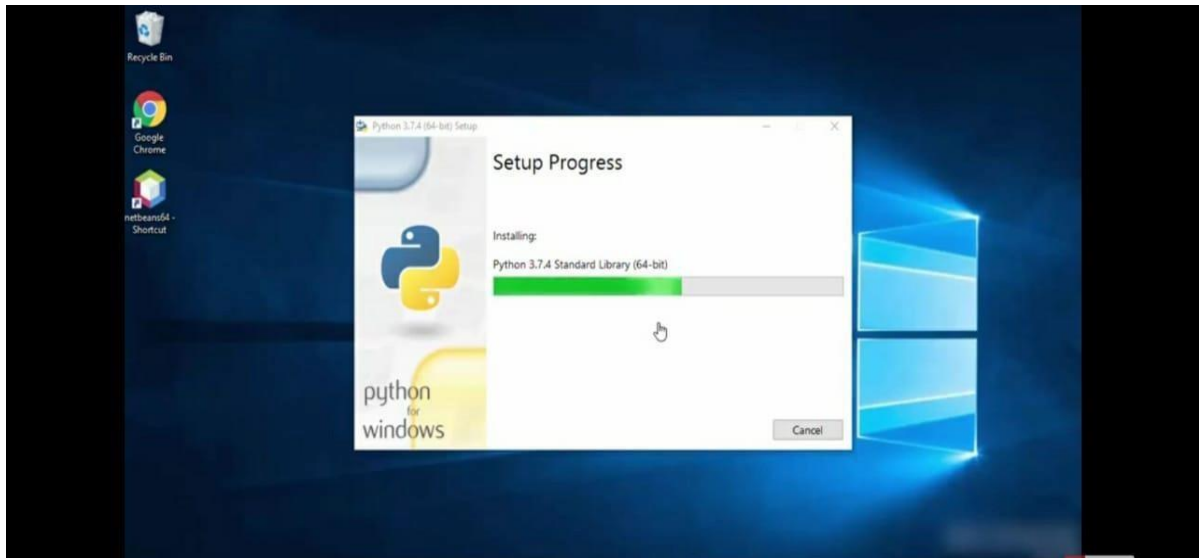 Recycle Bin
Google
Chrome
netbeans64 -
Shortcut
Python 3.7.4 (64-bit) Setup
Setup Progress
Installing:
Python 3.7.4 Standard Library (64-bit)
python
for
windows
Cancel